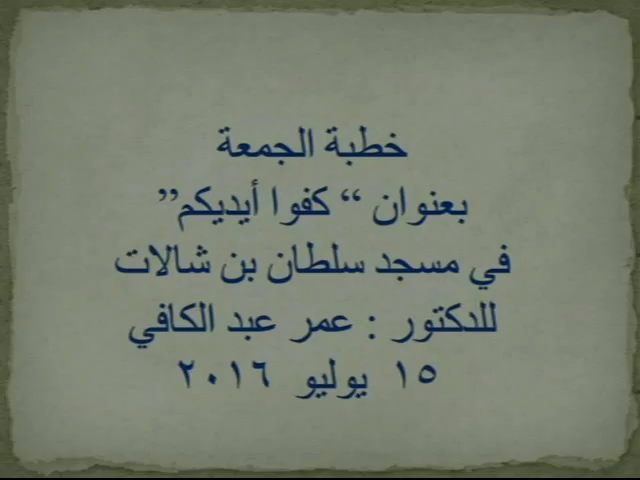 خطبة الجمعة
بعنوان “ كفوا أيديكم”
في مسجد سلطان بن شالات
للدكتور : عمر عبد الكافي
١٥ يوليو ٢٠١٦